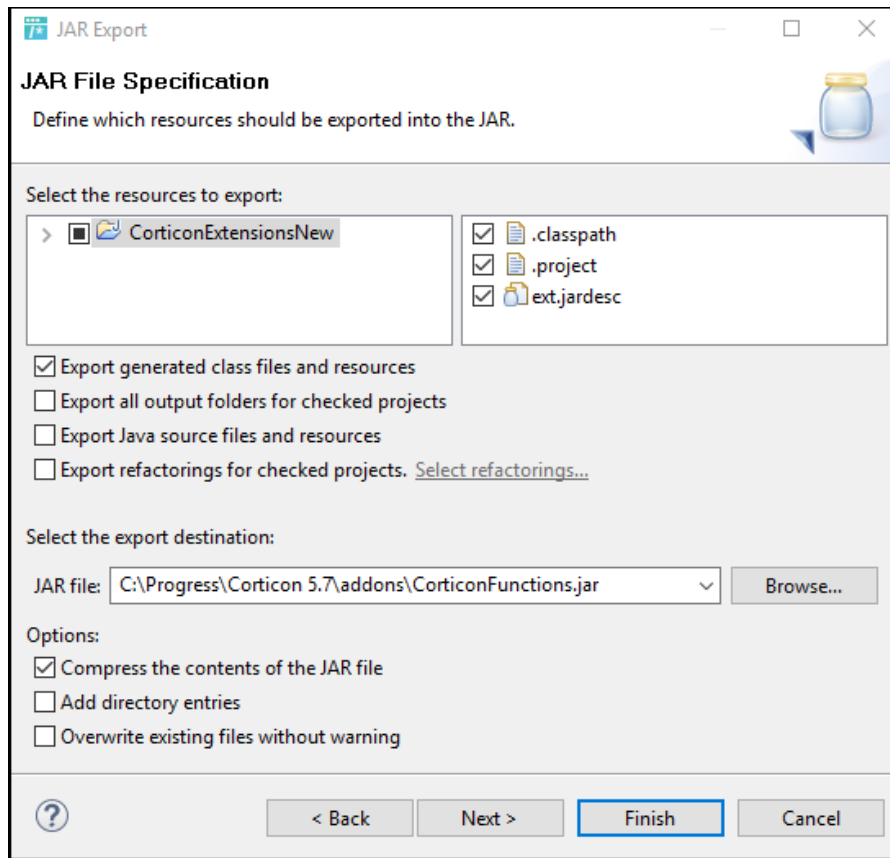 JAR Export
JAR File Specification
Define which resources should be exported into the JAR.
Select the resources to export:
CorticonExtensionsNew
.classpath
.project
ext.jardesc
Export generated class files and resources
Export all output folders for checked projects
Export Java source files and resources
Export refactorings for checked projects. Select refactorings...
Select the export destination:
JAR file: C:\Progress\Corticon 5.7\addons\CorticonFunctions.jar Browse...
Options:
Compress the contents of the JAR file
Add directory entries
Overwrite existing files without warning
? < Back Next > Finish Cancel